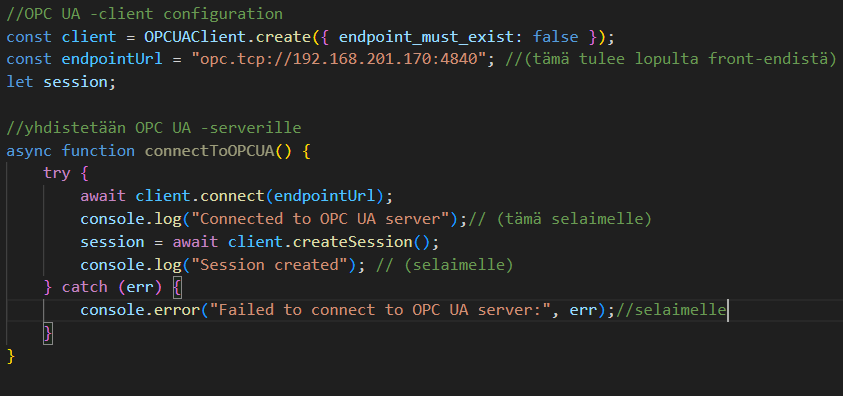 //OPC UA -client configuration
const client = OPCUAClient.create({ endpoint_must_exist: false });
const endpointUrl = "opc.tcp://192.168.201.170:4840"; //(tämä tulee lopulta front-endistä)
let session;
//yhdistetään OPC UA -serverille
async function connectToOPCUA() {
try {
await client.connect(endpointUrl);
console.log("Connected to OPC UA server");// (tämä selaimelle)
session = await client.createSession();
console.log("Session created"); // (selaimelle)
} catch (err) {
console.error("Failed to connect to OPC UA server:", err);//selaimelle
}
}